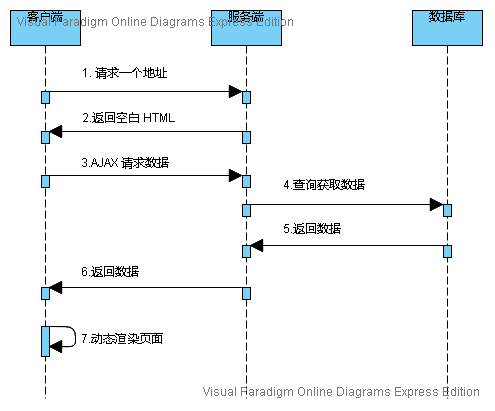 客户端
服务端
数据库
Visual Paradigm Online Diagrams Express Edition
1. 请求一个地址
2.返回空白 HTML
3.AJAX 请求数据
4.查询获取数据
5.返回数据
6.返回数据
7.动态渲染页面
Visual Paradigm Online Diagrams Express Edition